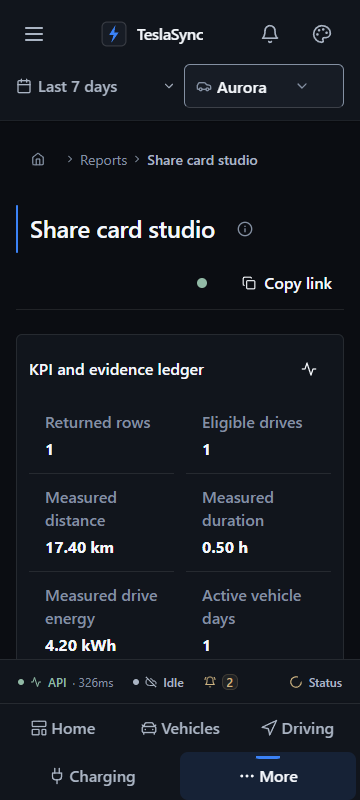 TeslaSync
Last 7 days
Aurora
Reports
Share card studio
Share card studio
Copy link
KPI and evidence ledger
Returned rows
1
Eligible drives
1
Measured
distance
17.40 km
Measured
duration
0.50 h
Measured drive
energy
4.20 kWh
Active vehicle
days
1
API · 326ms
Idle
2
Status
Home
Vehicles
Driving
Charging
More